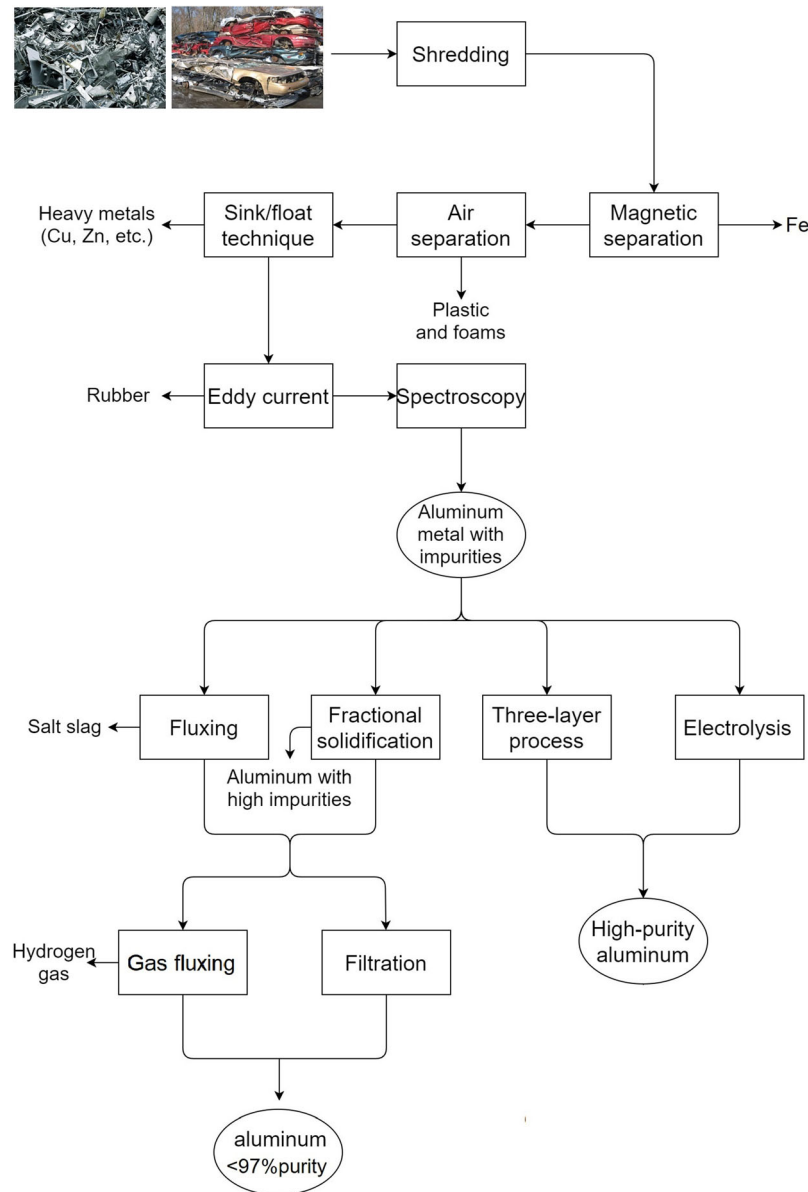 Shredding
Heavy metals
(Cu, Zn, etc.)
Sink/float
technique
Air
separation
Magnetic
separation
Fe
Plastic
and foams
Rubber
Eddy current
Spectroscopy
Aluminum
metal with
impurities
Salt slag
Fluxing
Fractional
solidification
Three-layer
process
Electrolysis
Aluminum with
high impurities
Hydrogen
gas
Gas fluxing
Filtration
High-purity
aluminum
aluminum
<97%purity